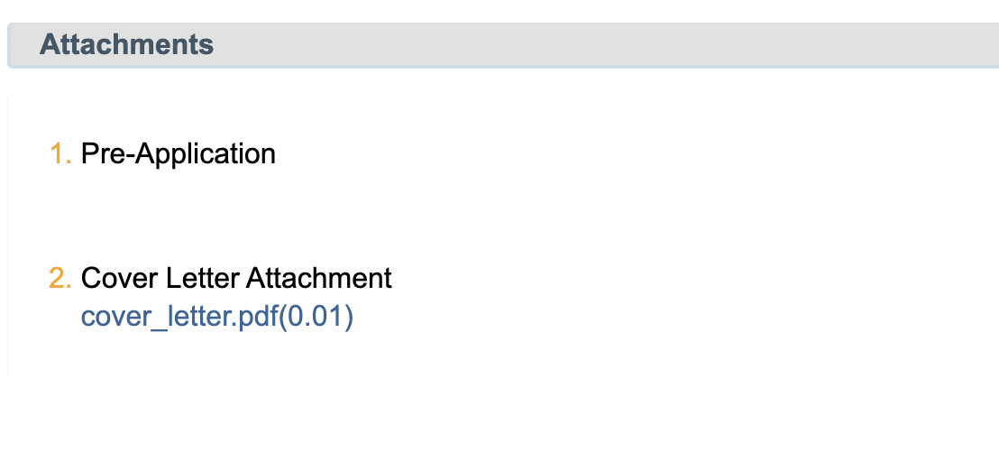 Attachments
1. Pre-Application
2. Cover Letter Attachment
cover_letter.pdf(0.01)